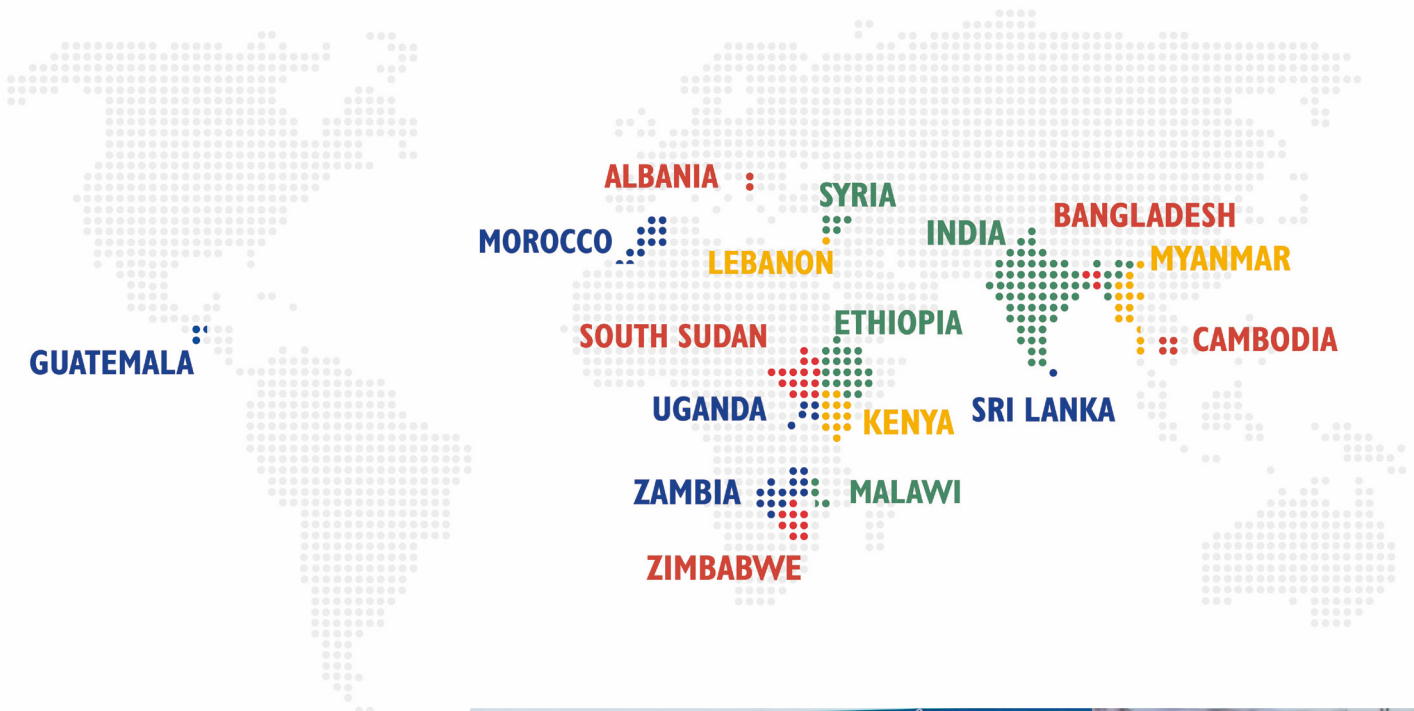 ALBANIA
SYRIA
BANGLADESH
MOROCCO
INDIA
LEBANON
MYANMAR
SOUTH SUDAN
ETHIOPIA
CAMBODIA
GUATEMALA
UGANDA
KENYA
SRI LANKA
ZAMBIA
MALAWI
ZIMBABWE